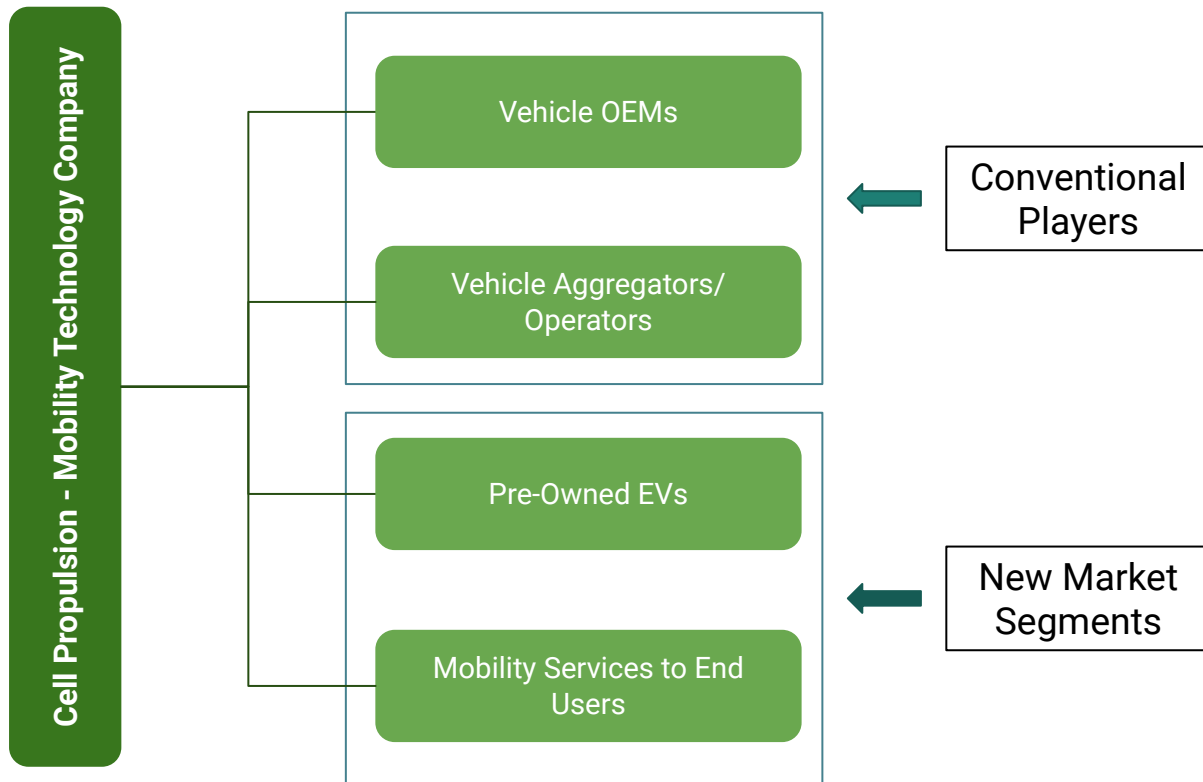 Cell Propulsion - Mobility Technology Company
Vehicle OEMs
Vehicle Aggregators/
Operators
Conventional
Players
Pre-Owned EVs
Mobility Services to End
Users
New Market
Segments